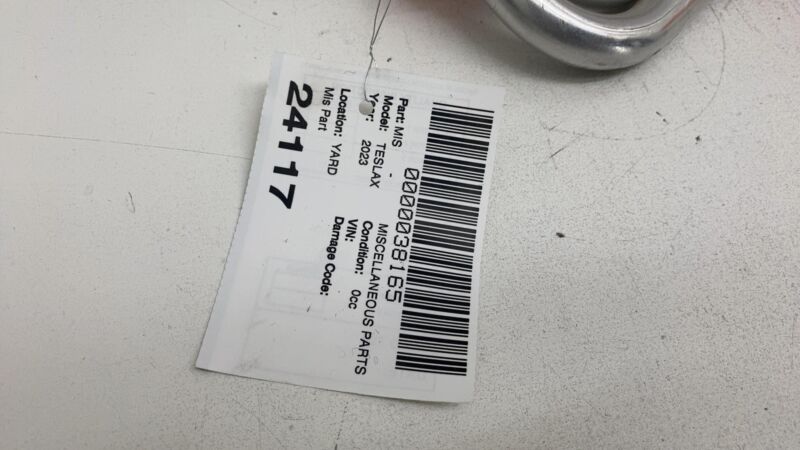 0000038165
Part: MIS - MISCELLANEOUS PARTS
Model: TESLAX Condition: 0cc
Year: 2023 VIN:
Damage Code:
Location: YARD
Mis Part
24117